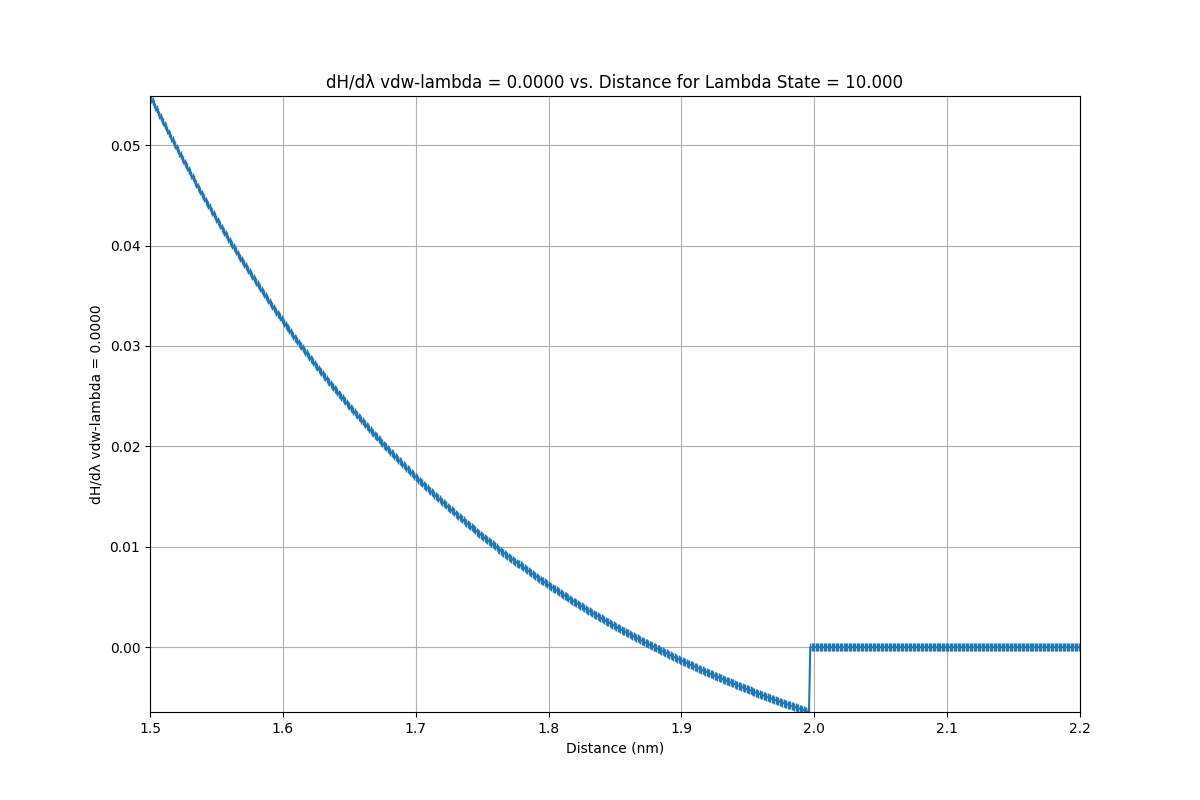 dH/dλ vdw-lambda = 0.0000 vs. Distance for Lambda State = 10.000
dH/dλ vdw-lambda = 0.0000
0.05
0.04
0.03
0.02
0.01
0.00
1.5 1.6 1.7 1.8 1.9 2.0 2.1 2.2
Distance (nm)